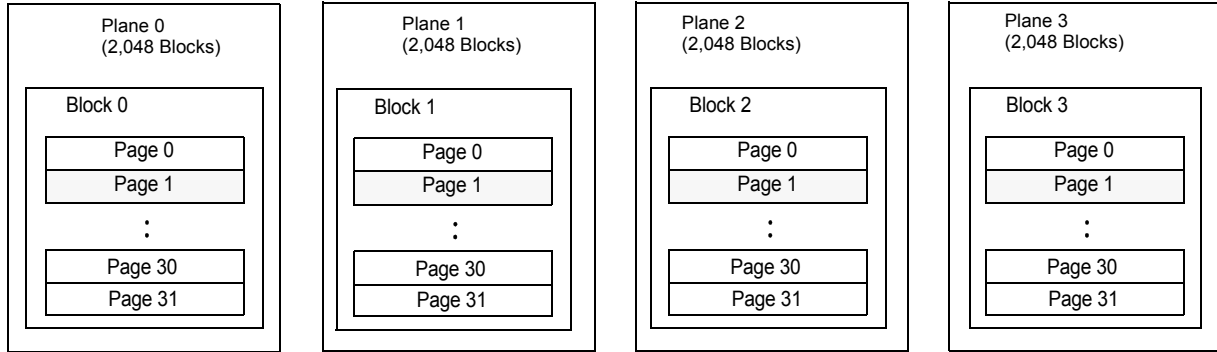 Plane 0
(2,048 Blocks)
Block 0
Page 0
Page 1
:
Page 30
Page 31
Plane 1
(2,048 Blocks)
Block 1
Page 0
Page 1
:
Page 30
Page 31
Plane 2
(2,048 Blocks)
Block 2
Page 0
Page 1
:
Page 30
Page 31
Plane 3
(2,048 Blocks)
Block 3
Page 0
Page 1
:
Page 30
Page 31